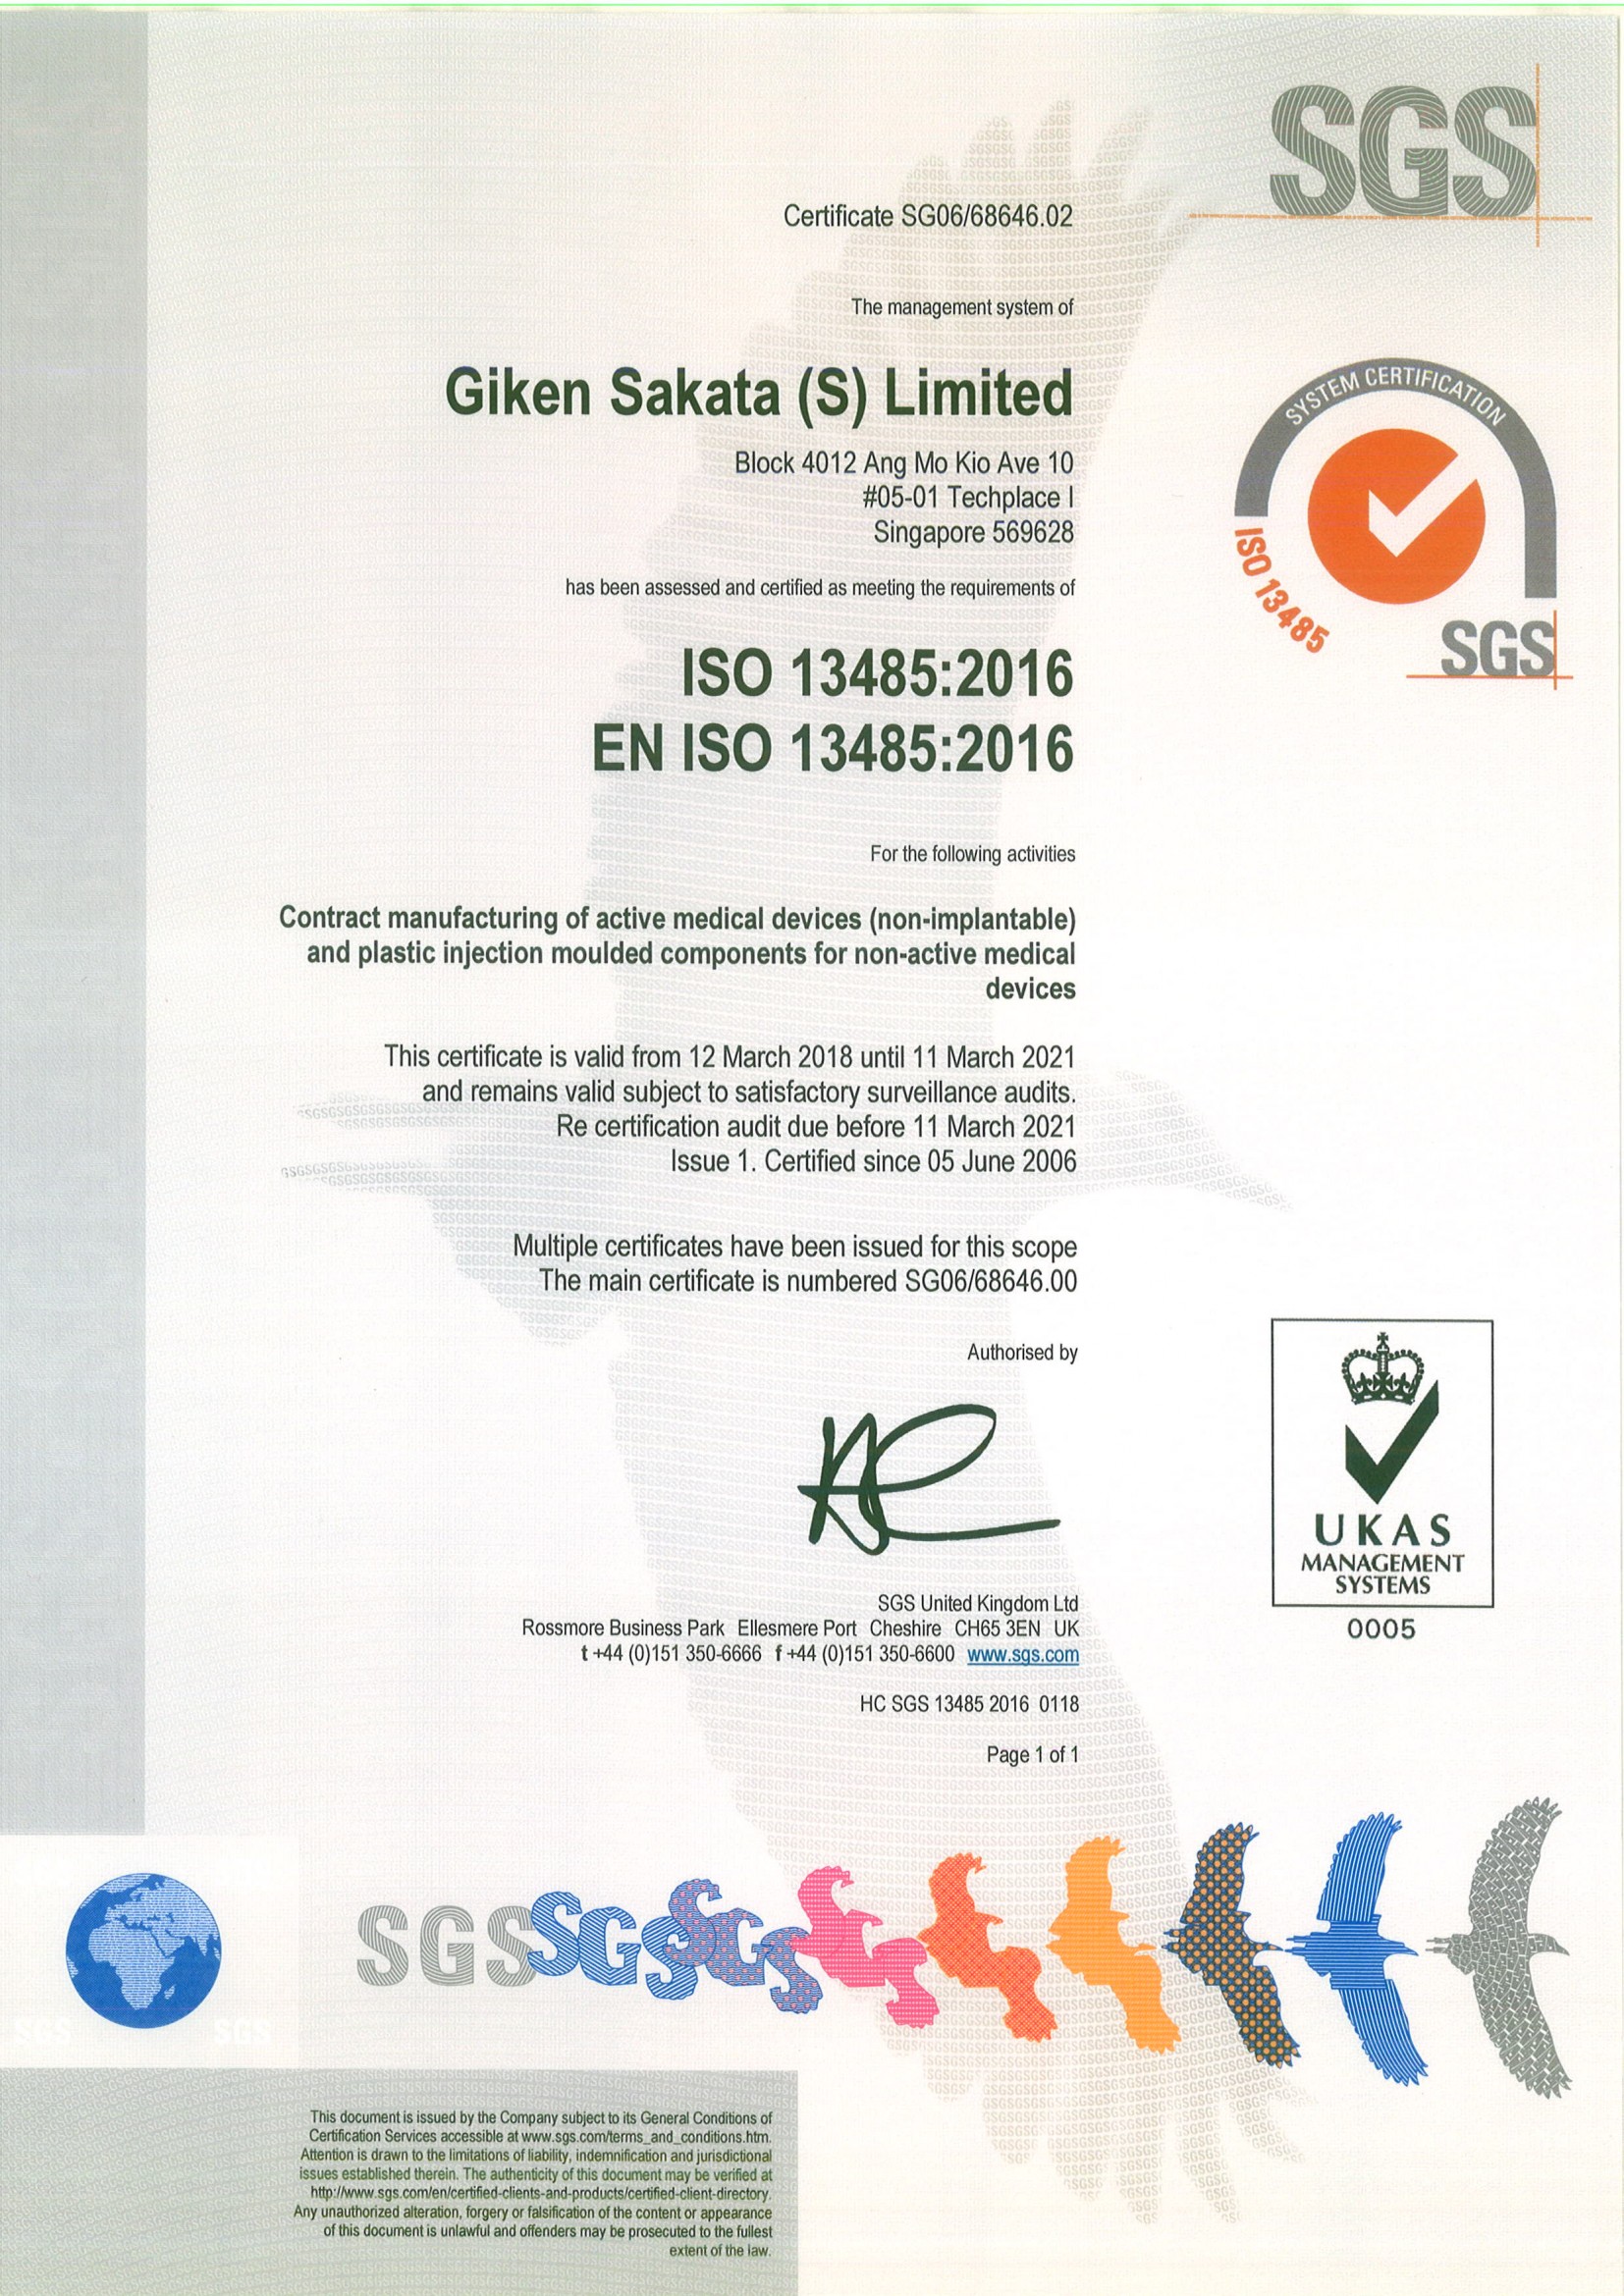 SGS
Certificate SG06/68646.02
The management system of
Giken Sakata (S) Limited
Block 4012 Ang Mo Kio Ave 10
#05-01 Techplace I
Singapore 569628
has been assessed and certified as meeting the requirements of
ISO 13485:2016
EN ISO 13485:2016
SYSTEM CERTIFICATION
ISO 13485
SGS
For the following activities
Contract manufacturing of active medical devices (non-implantable)
and plastic injection moulded components for non-active medical
devices
This certificate is valid from 12 March 2018 until 11 March 2021
and remains valid subject to satisfactory surveillance audits.
Re certification audit due before 11 March 2021
Issue 1. Certified since 05 June 2006
Multiple certificates have been issued for this scope
The main certificate is numbered SG06/68646.00
Authorised by
UKAS
MANAGEMENT
SYSTEMS
0005
SGS United Kingdom Ltd
Rossmore Business Park Ellesmere Port Cheshire CH65 3EN UK
t +44 (0)151 350-6666 f +44 (0)151 350-6600 www.sgs.com
HC SGS 13485 2016 0118
Page 1 of 1
SGS SGS SGS
SGS SGS
This document is issued by the Company subject to its General Conditions of
Certification Services accessible at www.sgs.com/terms_and_conditions.htm.
Attention is drawn to the limitations of liability, indemnification and jurisdictional
issues established therein. The authenticity of this document may be verified at
http://www.sgs.com/en/certified-clients-and-products/certified-client-directory.
Any unauthorized alteration, forgery or falsification of the content or appearance
of this document is unlawful and offenders may be prosecuted to the fullest
extent of the law.